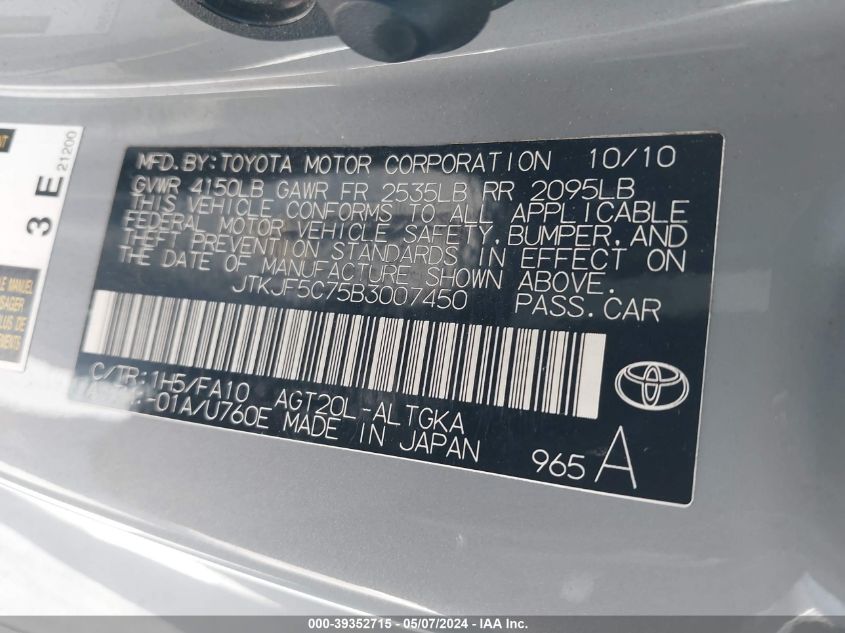 MFD.BY:TOYOTA MOTOR CORPORATION 10/10
GVWR 4150LB GAWR FR 2535LB RR 2095LB
THIS VEHICLE CONFORMS TO ALL APPLICABLE
FEDERAL MOTOR VEHICLE SAFETY,BUMPER,AND
THEFT PREVENTION STANDARDS IN EFFECT ON
THE DATE OF MANUFACTURE SHOWN ABOVE.
JTKJF5C75B3007450 PASS.CAR
C/TR:1H5/FA10 AGT20L-ALTGKA
-01A/U760E MADE IN JAPAN
965 A
3 E
21200
MANUEL
000-39352715 - 05/07/2024 - IAA Inc.